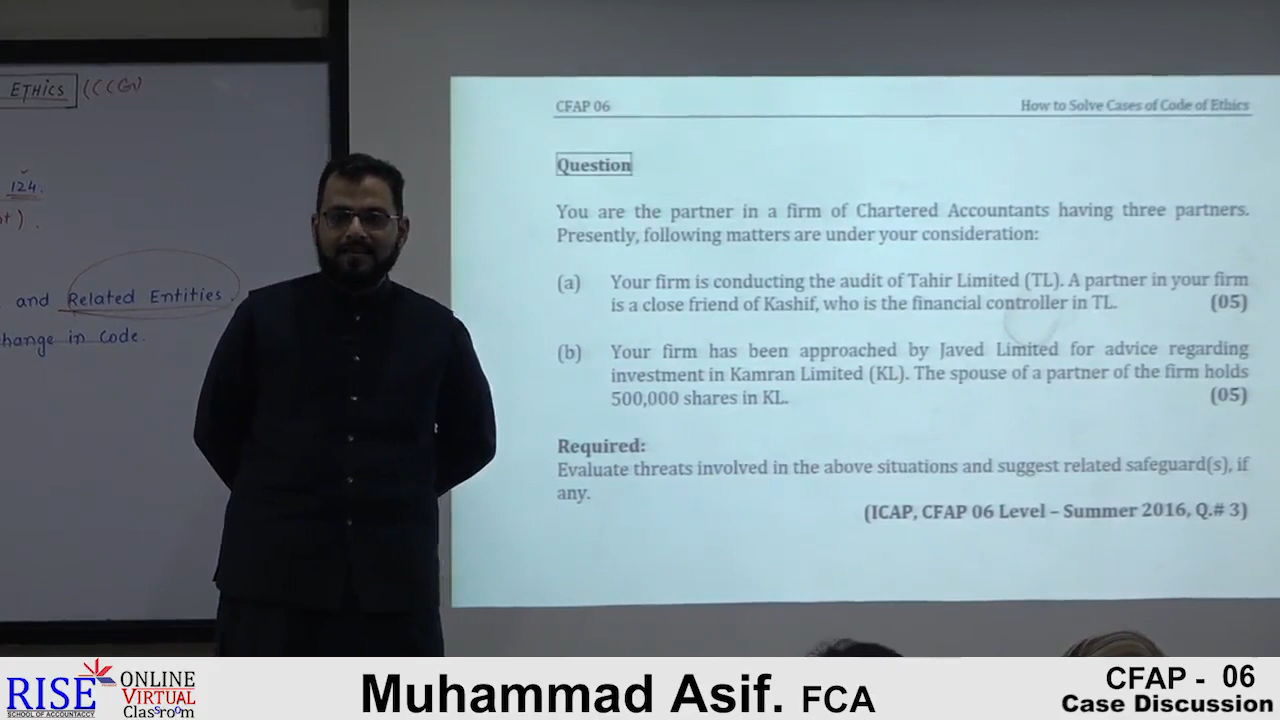 ETHICS (CCG)
124.
and Related Entities.
change in Code.
CFAP 06 How to Solve Cases of Code of Ethics
Question
You are the partner in a firm of Chartered Accountants having three partners.
Presently, following matters are under your consideration:
(a) Your firm is conducting the audit of Tahir Limited (TL). A partner in your firm
is a close friend of Kashif, who is the financial controller in TL. (05)
(b) Your firm has been approached by Javed Limited for advice regarding
investment in Kamran Limited (KL). The spouse of a partner of the firm holds
500,000 shares in KL. (05)
Required:
Evaluate threats involved in the above situations and suggest related safeguard(s), if
any.
(ICAP, CFAP 06 Level – Summer 2016, Q.# 3)
RISE
SCHOOL OF ACCOUNTACCY
ONLINE
VIRTUAL
Classroom
Muhammad Asif. FCA
CFAP - 06
Case Discussion